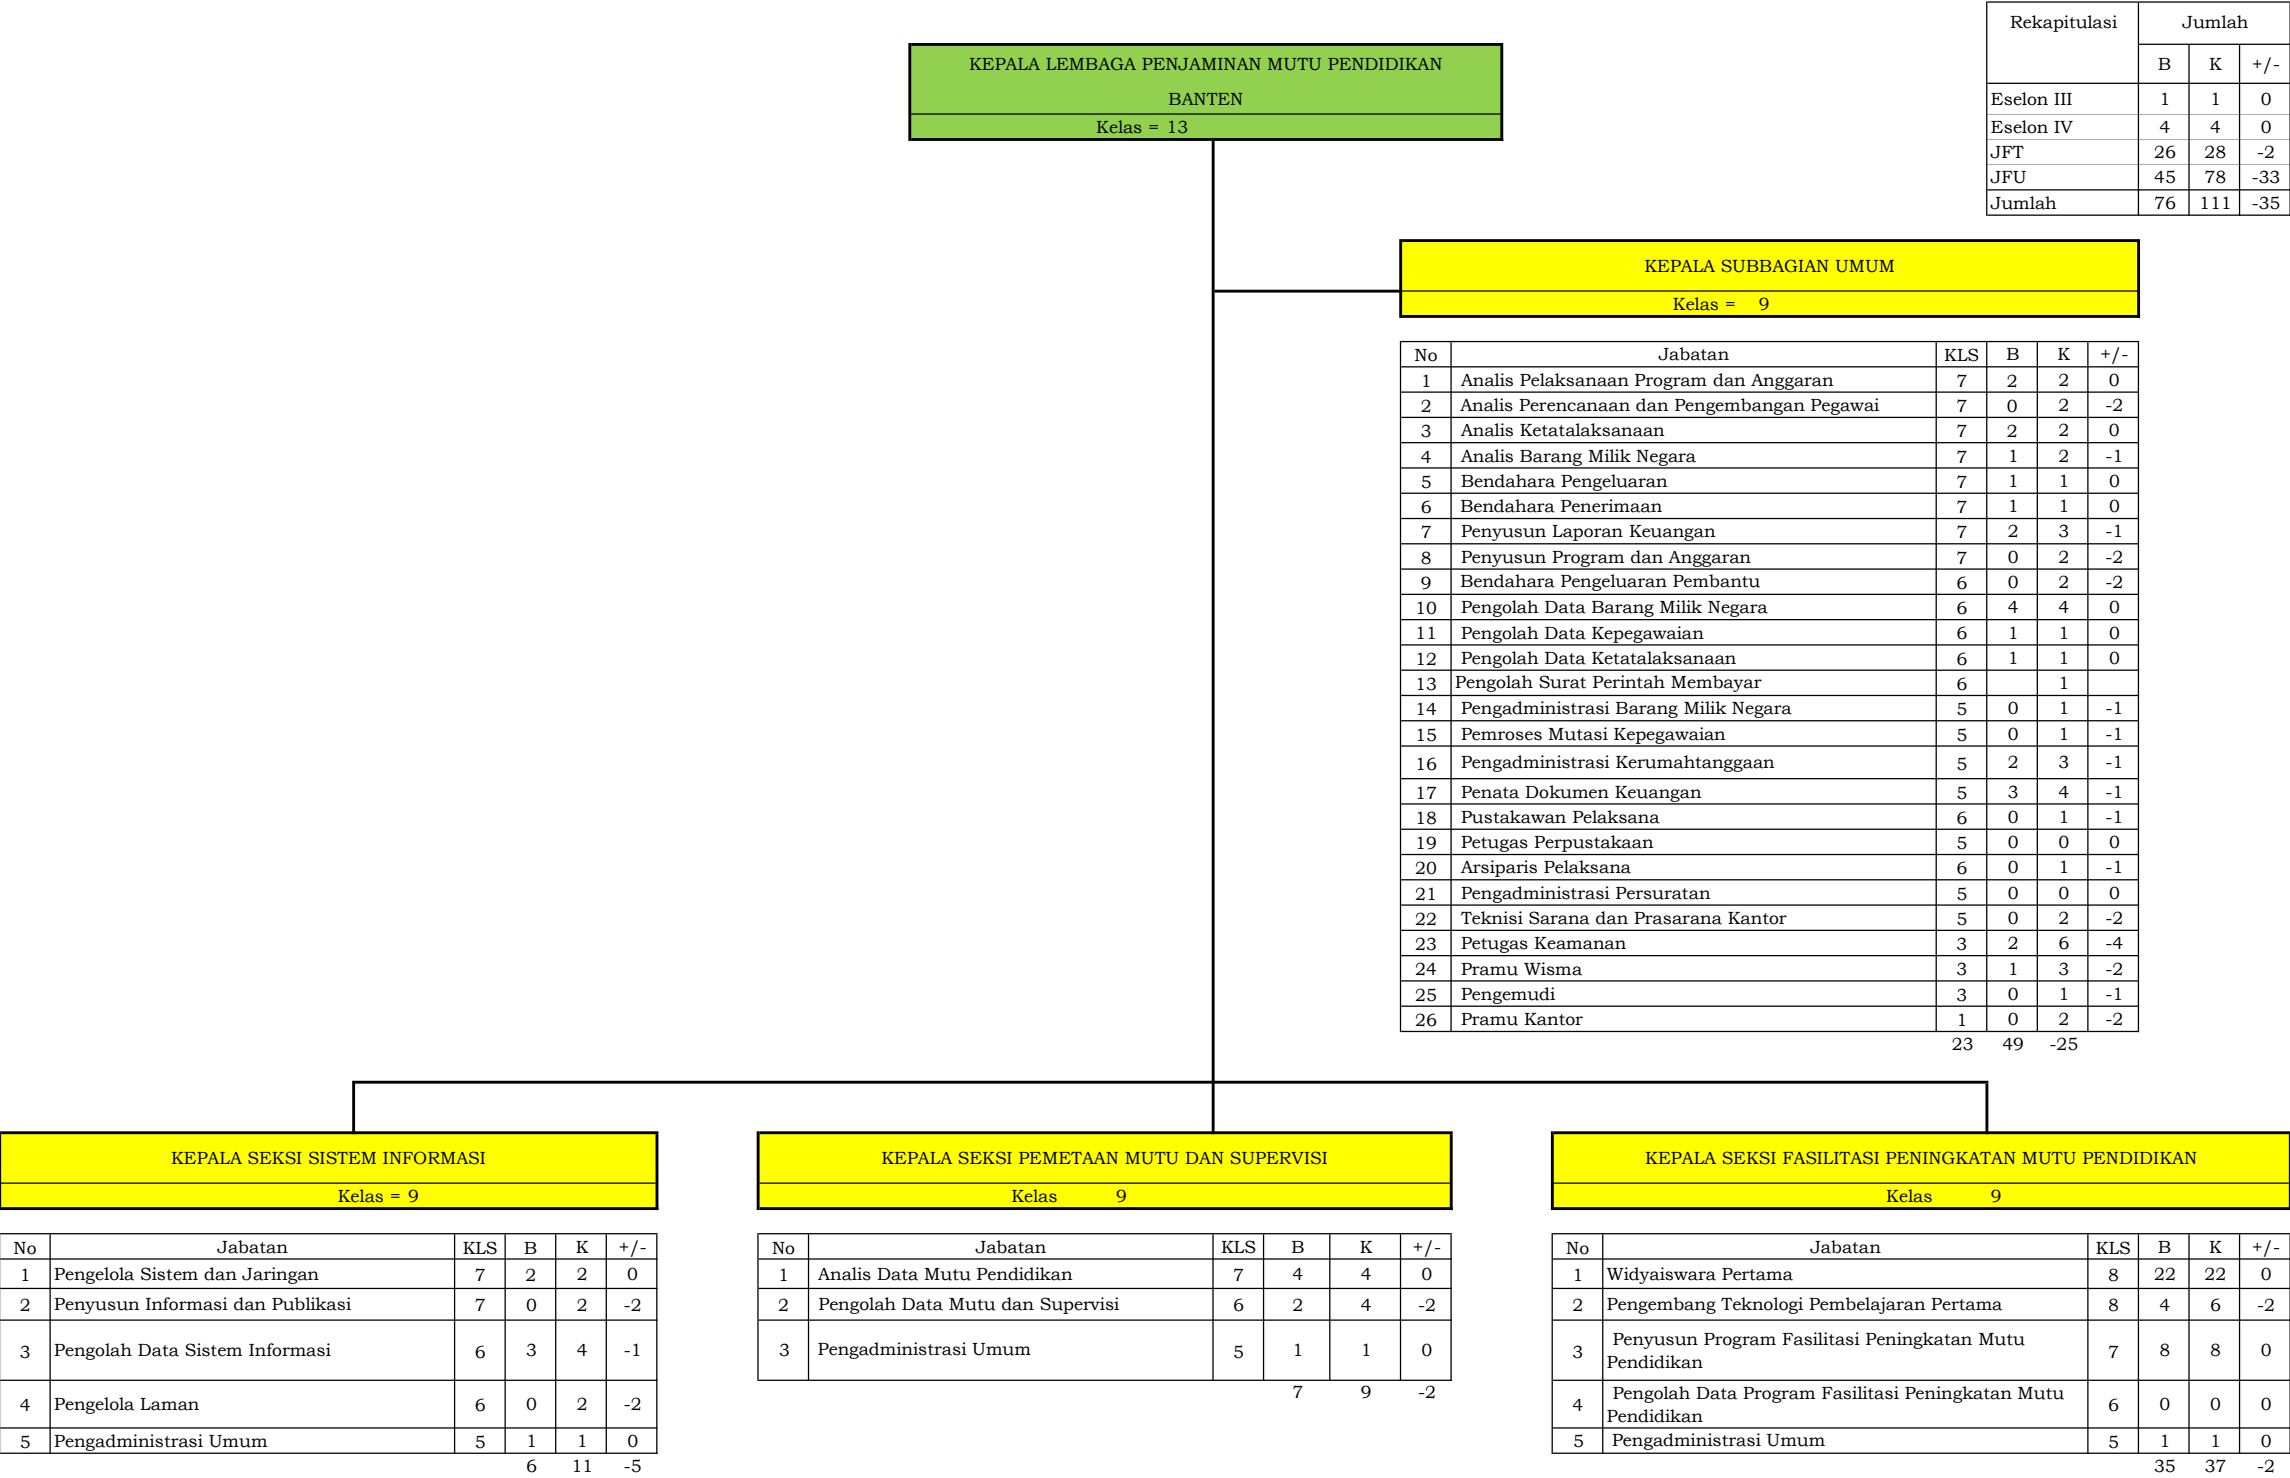 Rekapitulasi Jumlah
B K +/-
Eselon III 1 1 0
Eselon IV 4 4 0
JFT 26 28 -2
JFU 45 78 -33
Jumlah 76 111 -35
KEPALA LEMBAGA PENJAMINAN MUTU PENDIDIKAN
BANTEN
Kelas = 13
KEPALA SUBBAGIAN UMUM
Kelas = 9
No Jabatan KLS B K +/-
1 Analis Pelaksanaan Program dan Anggaran 7 2 2 0
2 Analis Perencanaan dan Pengembangan Pegawai 7 0 2 -2
3 Analis Ketatalaksanaan 7 2 2 0
4 Analis Barang Milik Negara 7 1 2 -1
5 Bendahara Pengeluaran 7 1 1 0
6 Bendahara Penerimaan 7 1 1 0
7 Penyusun Laporan Keuangan 7 2 3 -1
8 Penyusun Program dan Anggaran 7 0 2 -2
9 Bendahara Pengeluaran Pembantu 6 0 2 -2
10 Pengolah Data Barang Milik Negara 6 4 4 0
11 Pengolah Data Kepegawaian 6 1 1 0
12 Pengolah Data Ketatalaksanaan 6 1 1 0
13 Pengolah Surat Perintah Membayar 6 1
14 Pengadministrasi Barang Milik Negara 5 0 1 -1
15 Pemroses Mutasi Kepegawaian 5 0 1 -1
16 Pengadministrasi Kerumahtanggaan 5 2 3 -1
17 Penata Dokumen Keuangan 5 3 4 -1
18 Pustakawan Pelaksana 6 0 1 -1
19 Petugas Perpustakaan 5 0 0 0
20 Arsiparis Pelaksana 6 0 1 -1
21 Pengadministrasi Persuratan 5 0 0 0
22 Teknisi Sarana dan Prasarana Kantor 5 0 2 -2
23 Petugas Keamanan 3 2 6 -4
24 Pramu Wisma 3 1 3 -2
25 Pengemudi 3 0 1 -1
26 Pramu Kantor 1 0 2 -2
23 49 -25
KEPALA SEKSI SISTEM INFORMASI
Kelas = 9
No Jabatan KLS B K +/-
1 Pengelola Sistem dan Jaringan 7 2 2 0
2 Penyusun Informasi dan Publikasi 7 0 2 -2
3 Pengolah Data Sistem Informasi 6 3 4 -1
4 Pengelola Laman 6 0 2 -2
5 Pengadministrasi Umum 5 1 1 0
6 11 -5
KEPALA SEKSI PEMETAAN MUTU DAN SUPERVISI
Kelas 9
No Jabatan KLS B K +/-
1 Analis Data Mutu Pendidikan 7 4 4 0
2 Pengolah Data Mutu dan Supervisi 6 2 4 -2
3 Pengadministrasi Umum 5 1 1 0
7 9 -2
KEPALA SEKSI FASILITASI PENINGKATAN MUTU PENDIDIKAN
Kelas 9
No Jabatan KLS B K +/-
1 Widyaiswara Pertama 8 22 22 0
2 Pengembang Teknologi Pembelajaran Pertama 8 4 6 -2
3 Penyusun Program Fasilitasi Peningkatan Mutu
Pendidikan 7 8 8 0
4 Pengolah Data Program Fasilitasi Peningkatan Mutu
Pendidikan 6 0 0 0
5 Pengadministrasi Umum 5 1 1 0
35 37 -2